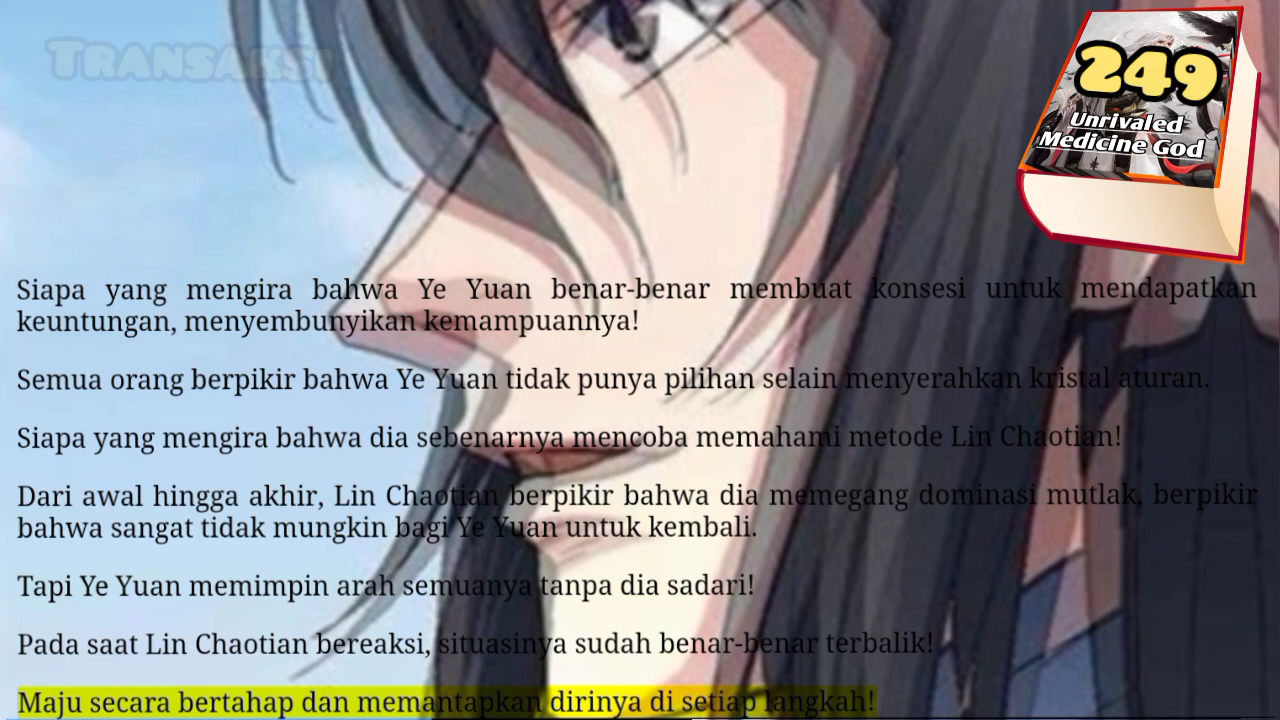 Transaksi
249
Unrivaled
Medicine God
Siapa yang mengira bahwa Ye Yuan benar-benar membuat konsesi untuk mendapatkan
keuntungan, menyembunyikan kemampuannya!
Semua orang berpikir bahwa Ye Yuan tidak punya pilihan selain menyerahkan kristal aturan.
Siapa yang mengira bahwa dia sebenarnya mencoba memahami metode Lin Chaotian!
Dari awal hingga akhir, Lin Chaotian berpikir bahwa dia memegang dominasi mutlak, berpikir
bahwa sangat tidak mungkin bagi Ye Yuan untuk kembali.
Tapi Ye Yuan memimpin arah semuanya tanpa dia sadari!
Pada saat Lin Chaotian bereaksi, situasinya sudah benar-benar terbalik!
Maju secara bertahap dan memantapkan dirinya di setiap langkah!